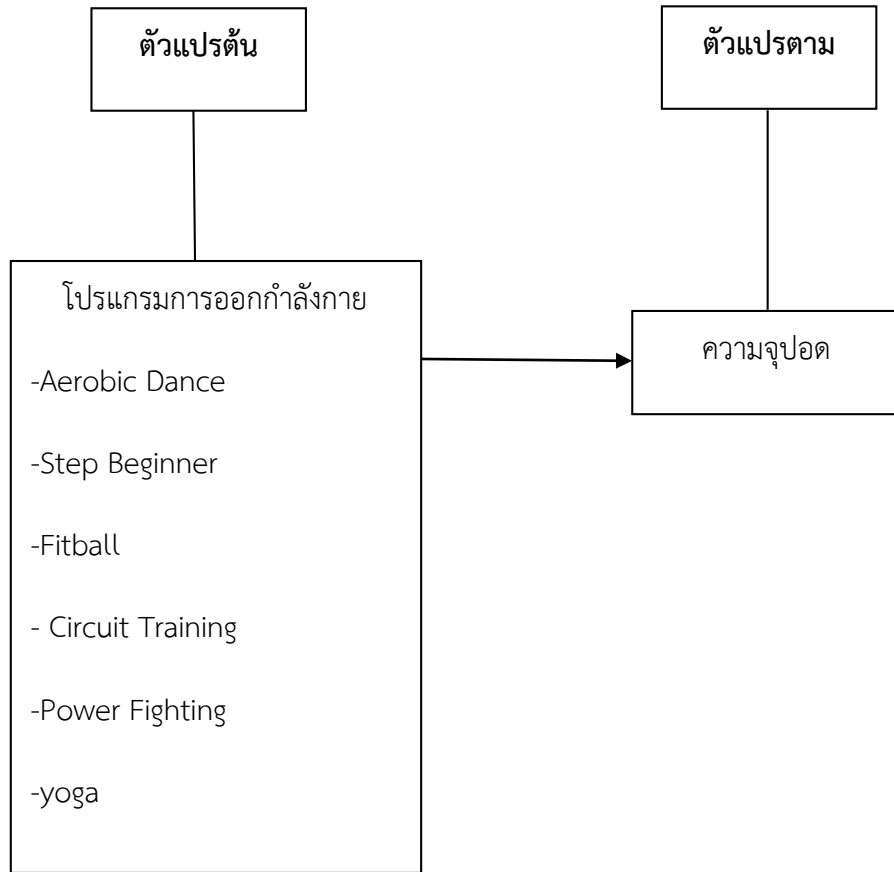 ตัวแปรต้น
ตัวแปรตาม
โปรแกรมการออกกำลังกาย
-Aerobic Dance
-Step Beginner
-Fitball
- Circuit Training
-Power Fighting
-yoga
ความจุปอด